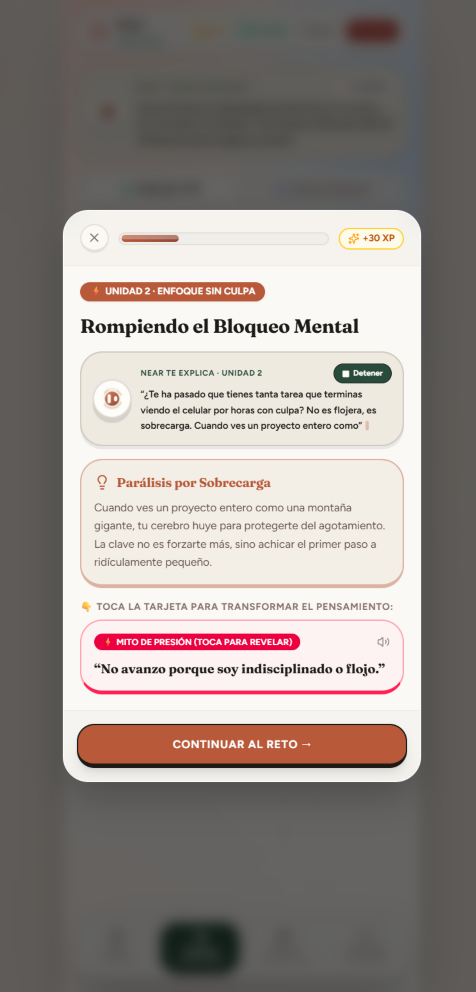 +30 XP
UNIDAD 2 · ENFOQUE SIN CULPA
Rompiendo el Bloqueo Mental
NEAR TE EXPLICA · UNIDAD 2
Detener
“¿Te ha pasado que tienes tanta tarea que terminas
viendo el celular por horas con culpa? No es flojera, es
sobrecarga. Cuando ves un proyecto entero como”
Parálisis por Sobrecarga
Cuando ves un proyecto entero como una montaña
gigante, tu cerebro huye para protegerte del agotamiento.
La clave no es forzarte más, sino achicar el primer paso a
ridículamente pequeño.
👇 TOCA LA TARJETA PARA TRANSFORMAR EL PENSAMIENTO:
MITO DE PRESIÓN (TOCA PARA REVELAR)
“No avanzo porque soy indisciplinado o flojo.”
CONTINUAR AL RETO →